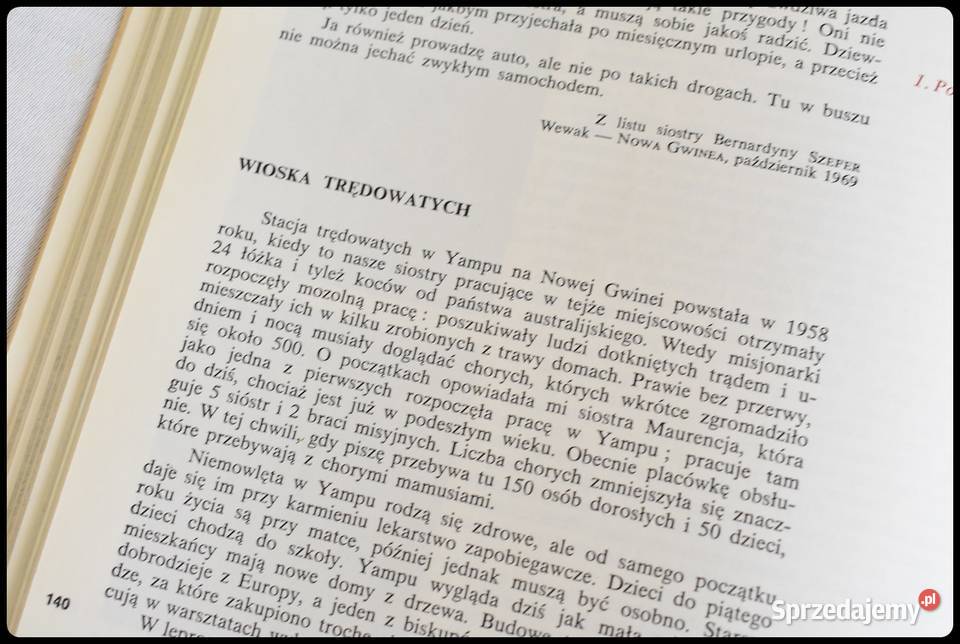 takie przygody! Oni nie
a muszą sobie jakoś radzić. Dziew-
jakbym przyjechała po miesięcznym urlopie, a przecież
tylko jeden dzień.
Ja również prowadzę auto, ale nie po takich drogach. Tu w buszu
nie można jechać zwykłym samochodem.
Z listu siostry Bernardyny SZEFER
Wewak — NOWA GWINEA, październik 1969
1. Po
WIOSKA TRĘDOWATYCH
Stacja trędowatych w Yampu na Nowej Gwinei powstała w 1958
roku, kiedy to nasze siostry pracujące w tejże miejscowości otrzymały
24 łóżka i tyleż koców od państwa australijskiego. Wtedy misjonarki
rozpoczęły mozolną pracę: poszukiwały ludzi dotkniętych trądem i u-
mieszczały ich w kilku zrobionych z trawy domach. Prawie bez przerwy,
dniem i nocą musiały doglądać chorych, których wkrótce zgromadziło
się około 500. O początkach opowiadała mi siostra Maurencja, która
jako jedna z pierwszych rozpoczęła pracę w Yampu; pracuje tam
do dziś, chociaż jest już w podeszłym wieku. Obecnie placówkę obsłu-
guje 5 sióstr i 2 braci misyjnych. Liczba chorych zmniejszyła się znacz-
nie. W tej chwili, gdy piszę przebywa tu 150 osób dorosłych i 50 dzieci,
które przebywają z chorymi mamusiami.
Niemowlęta w Yampu rodzą się zdrowe, ale od samego początku
daje się im przy karmieniu lekarstwo zapobiegawcze. Dzieci do piątego
roku życia są przy matce, później jednak muszą być osobno. Starsze
dzieci chodzą do szkoły. Yampu wygląda dziś jak mała
mieszkańcy mają nowe domy z drzewa.
dobrodzieje z Europy, a jeden z
dze, za które zakupiono trochę
cują w warsztatach
W
140
Sprzedajemy.pl